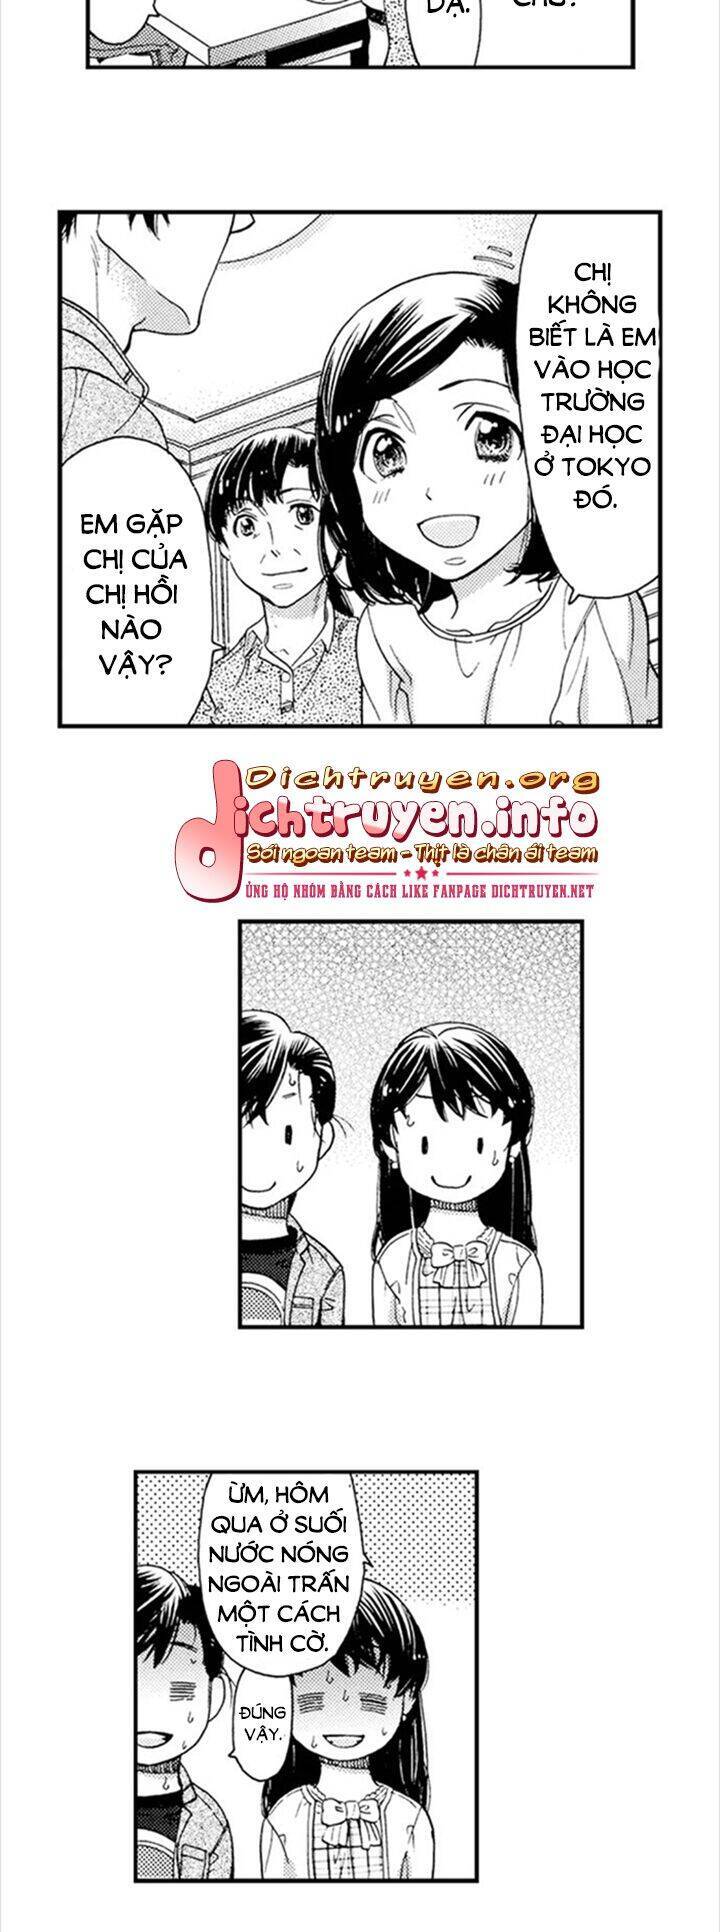 DẠ.
CHỊ
KHÔNG
BIẾT LÀ EM
VÀO HỌC
TRƯỜNG
ĐẠI HỌC
Ở TOKYO
ĐÓ.
EM GẶP
CHỊ CỦA
CHỊ HỒI
NÀO
VẬY?
Dichtruyen.org
dichtruyen.info
Sói ngoan team - Thịt là chân ái team
ỦNG HỘ NHÓM BẰNG CÁCH LIKE FANPAGE DICHTRUYEN.NET
ỪM, HÔM
QUA Ở SUỐI
NƯỚC NÓNG
NGOÀI TRẤN
MỘT CÁCH
TÌNH CỜ.
ĐÚNG
VẬY.